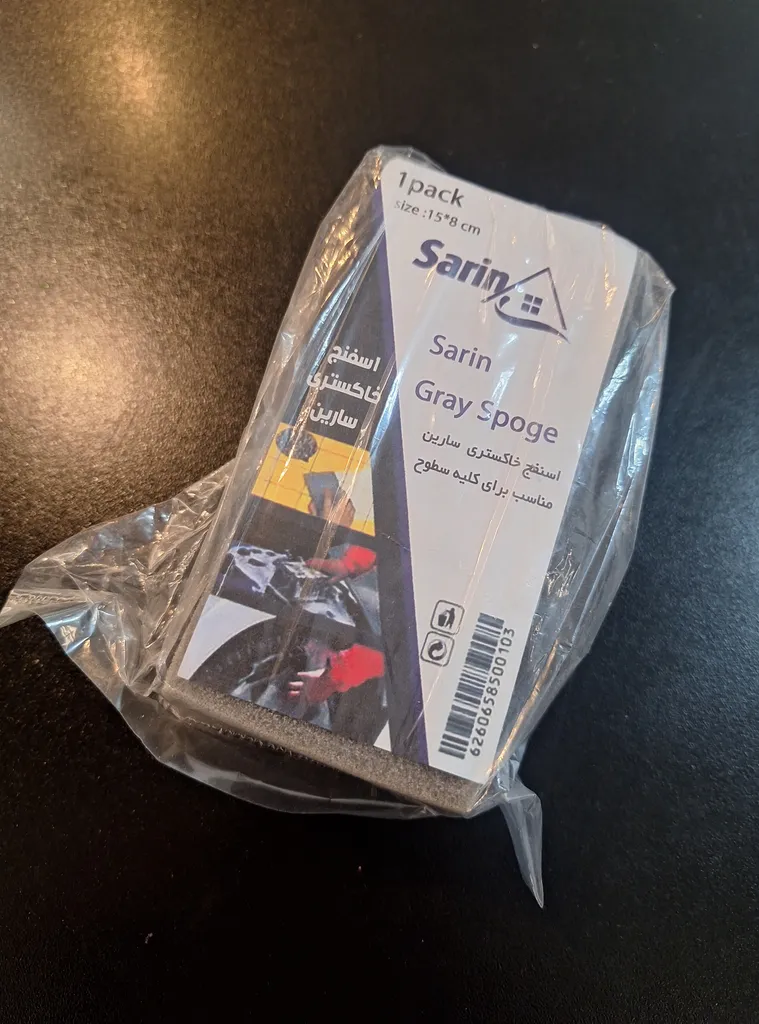 1pack
size :15*8 cm
Sarin
Sarin
Gray Spoge
اسفنج خاکستری سارین
مناسب برای کلیه سطوح
اسفنج
خاکستری
سارین
6260658500103